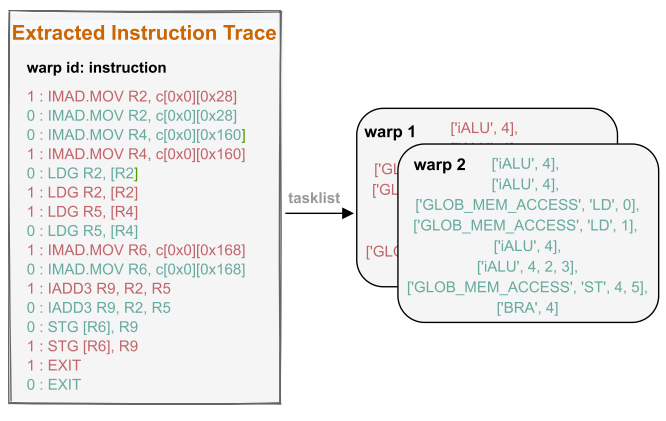 Extracted Instruction Trace
warp id: instruction
1 : IMAD.MOV R2, c[0x0][0x28]
0 : IMAD.MOV R2, c[0x0][0x28]
0 : IMAD.MOV R4, c[0x0][0x160]
1 : IMAD.MOV R4, c[0x0][0x160]
0 : LDG R2, [R2]
1 : LDG R2, [R2]
1 : LDG R5, [R4]
0 : LDG R5, [R4]
1 : IMAD.MOV R6, c[0x0][0x168]
0 : IMAD.MOV R6, c[0x0][0x168]
1 : IADD3 R9, R2, R5
0 : IADD3 R9, R2, R5
0 : STG [R6], R9
1 : STG [R6], R9
1 : EXIT
0 : EXIT
tasklist
warp 1
['iALU', 4],
warp 2
['iALU', 4],
['iALU', 4],
['GLOB_MEM_ACCESS', 'LD', 0],
['GLOB_MEM_ACCESS', 'LD', 1],
['iALU', 4],
['iALU', 4, 2, 3],
['GLOB_MEM_ACCESS', 'ST', 4, 5],
['BRA', 4]